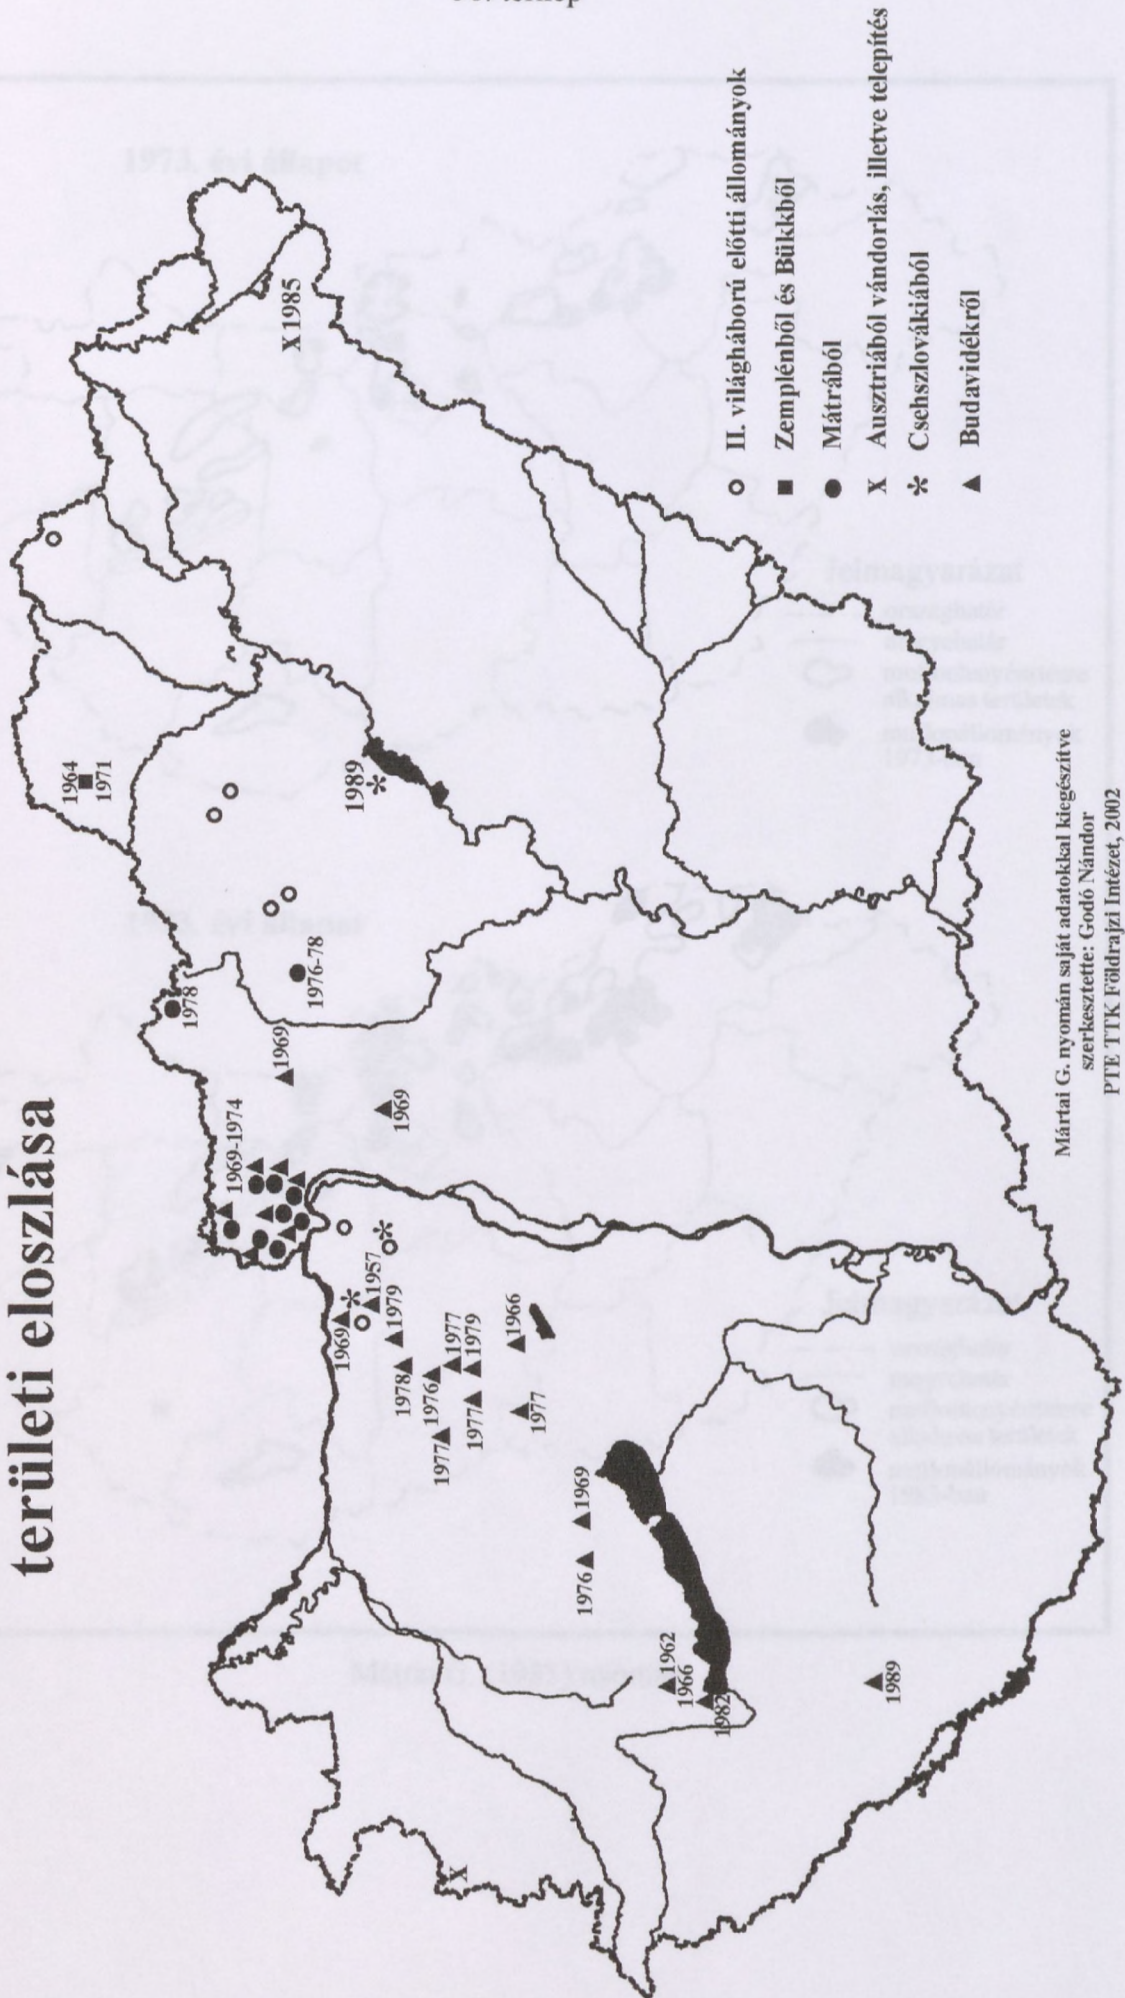 területi eloszlása
1964
1971
X 1985
1978
1976-78
1989
1969
1969
1969-1974
1969
1957
1979
1978
1976
1977
1979
1977
1977
1966
1977
1969
1976
1962
1966
1982
1989
X
II. világháború előtti állományok
Zemplénből és Bükkből
Mátrából
X Ausztriából vándorlás, illetve telepítés
Csehszlovákiából
Budavidékről
Mártai G. nyomán saját adatokkal kiegészítve
szerkesztette: Godó Nándor
PTE TTK Földrajzi Intézet, 2002